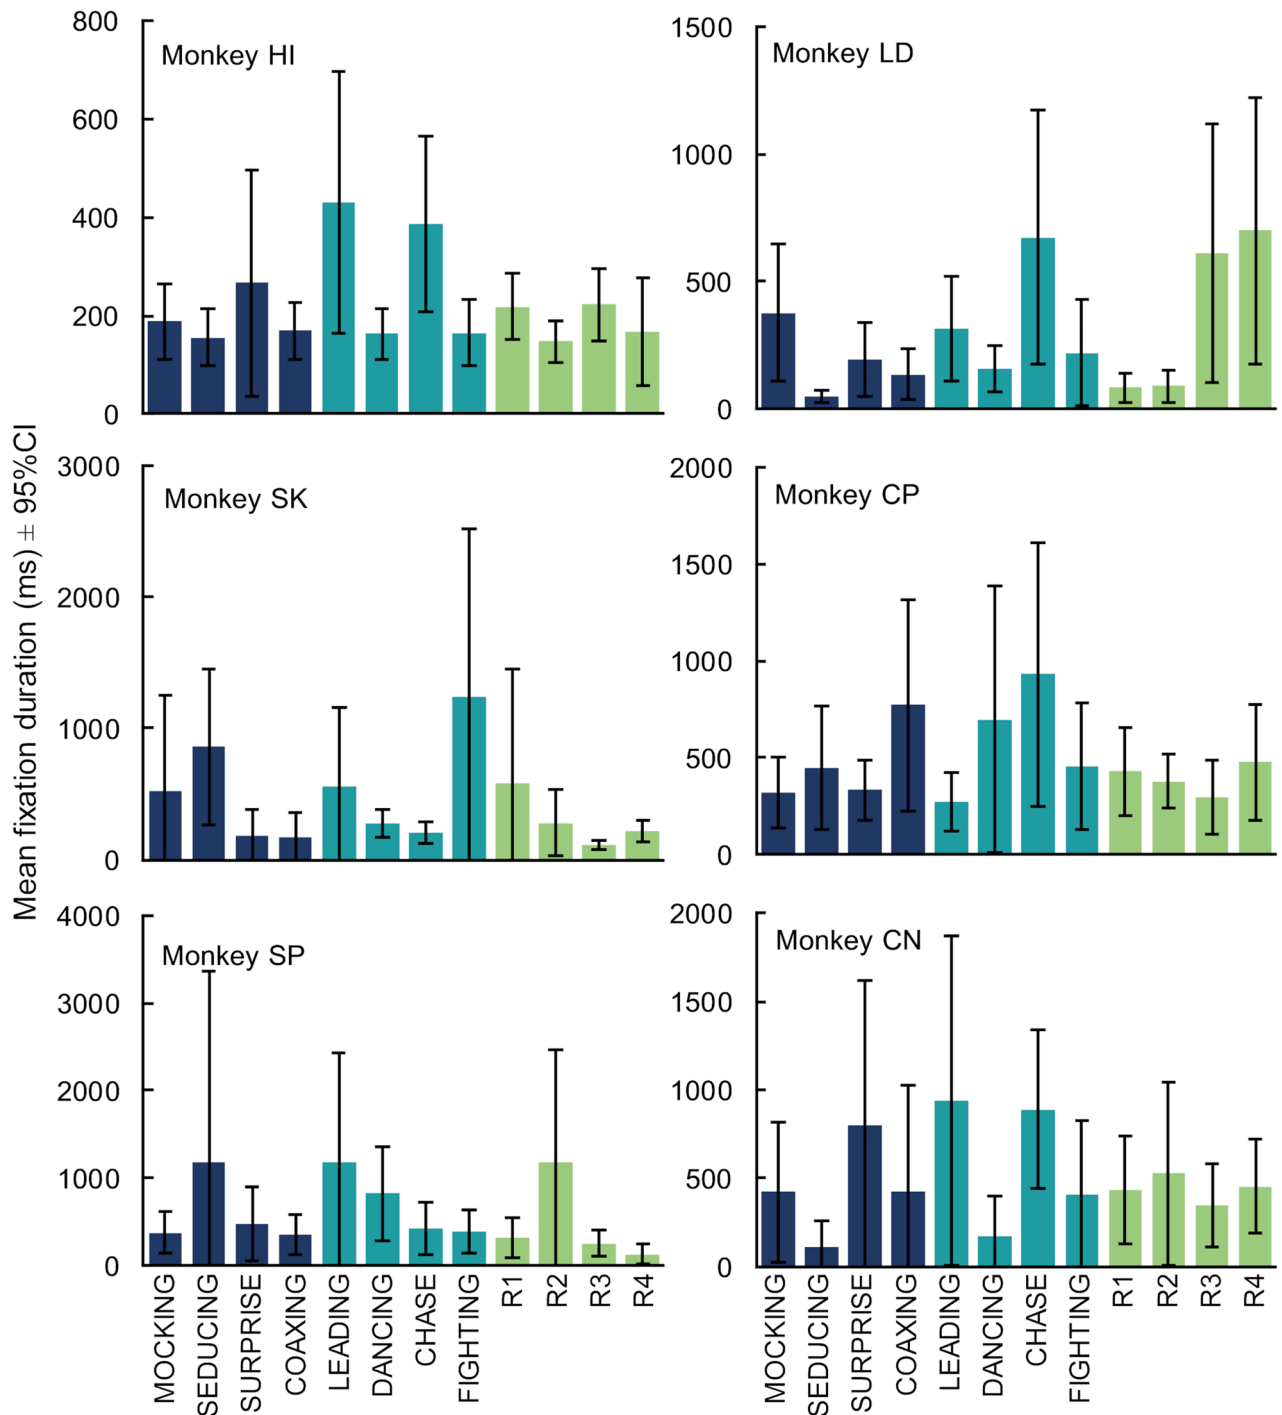 Mean fixation duration (ms) ± 95%CI
Monkey HI
800
600
400
200
0
Monkey LD
1500
1000
500
0
Monkey SK
3000
2000
1000
0
Monkey CP
2000
1500
1000
500
0
Monkey SP
4000
3000
2000
1000
0
Monkey CN
2000
1500
1000
500
0
MOCKING
SEDUCING
SURPRISE
COAXING
LEADING
DANCING
CHASE
FIGHTING
R1
R2
R3
R4
MOCKING
SEDUCING
SURPRISE
COAXING
LEADING
DANCING
CHASE
FIGHTING
R1
R2
R3
R4